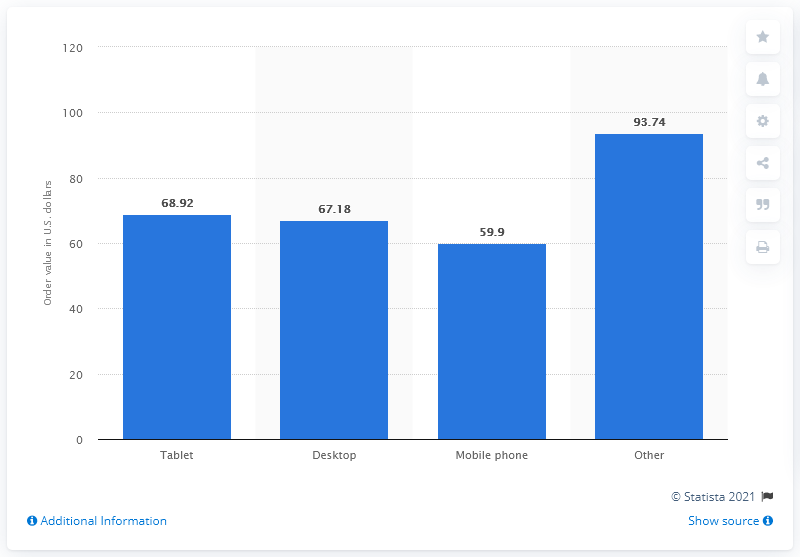 120
100
80
60
40
20
0
Order value in U.S. dollars
68.92
67.18
59.9
93.74
Tablet
Desktop
Mobile phone
Other
© Statista 2021
Additional Information
Show source